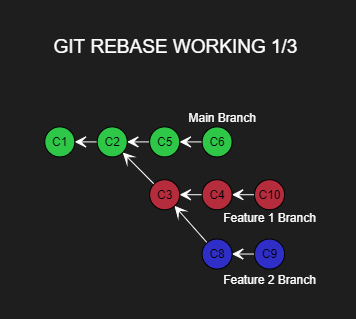 GIT REBASE WORKING 1/3
Main Branch
C1 C2 C5 C6
C3 C4 C10
Feature 1 Branch
C8 C9
Feature 2 Branch